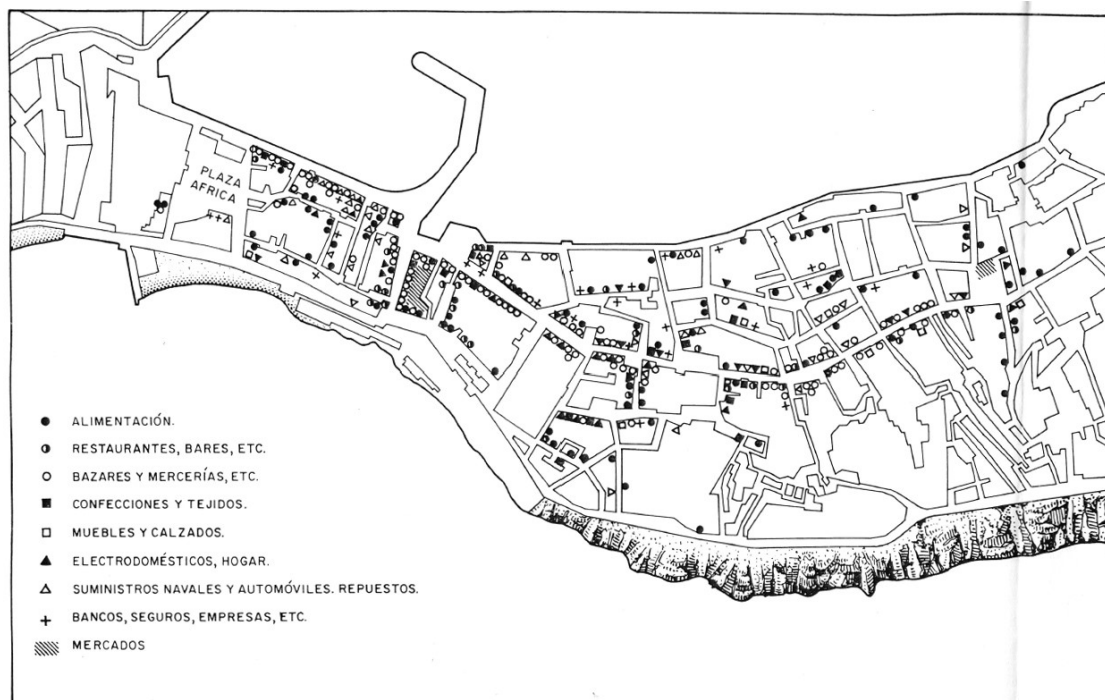 PLAZA
AFRICA
ALIMENTACIÓN.
RESTAURANTES, BARES, ETC.
BAZARES Y MERCERÍAS, ETC.
CONFECCIONES Y TEJIDOS.
MUEBLES Y CALZADOS.
ELECTRODOMÉSTICOS, HOGAR.
SUMINISTROS NAVALES Y AUTOMÓVILES. REPUESTOS.
BANCOS, SEGUROS, EMPRESAS, ETC.
MERCADOS